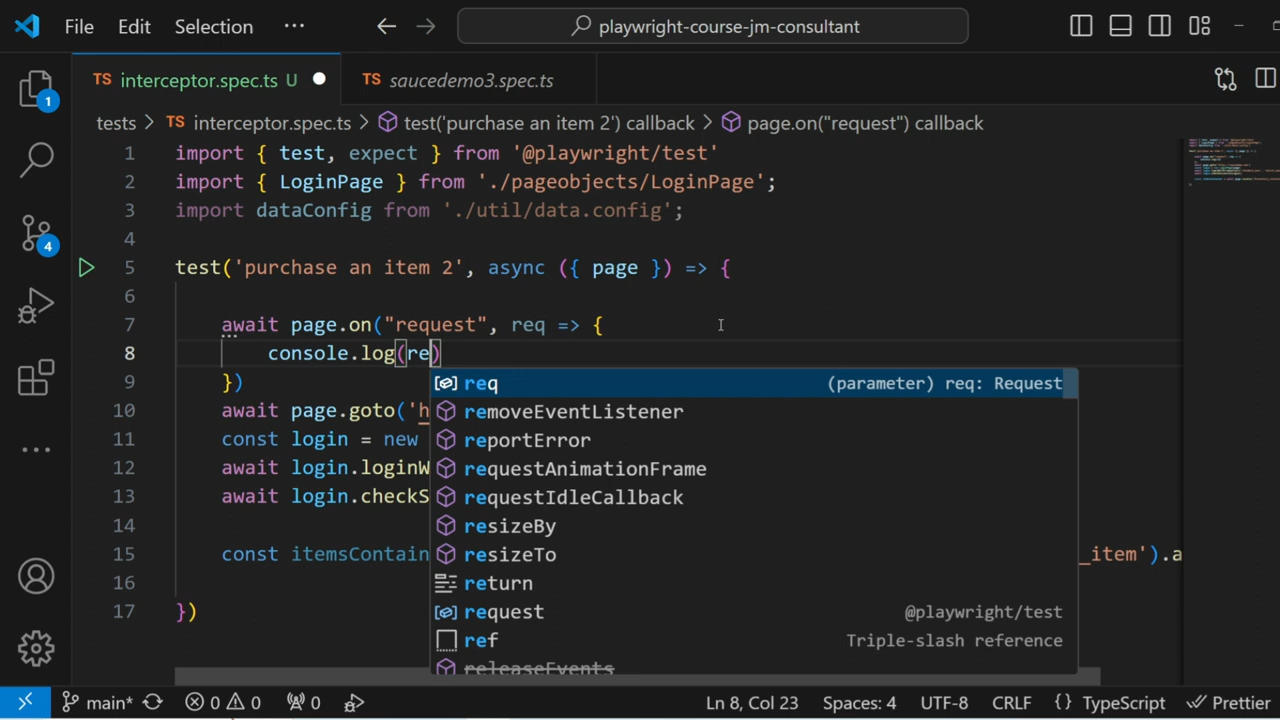 File Edit Selection ··· playwright-course-jm-consultant
TS interceptor.spec.ts U TS saucedemo3.spec.ts
tests > TS interceptor.spec.ts > test('purchase an item 2') callback > page.on("request") callback
1 import { test, expect } from '@playwright/test'
2 import { LoginPage } from './pageobjects/LoginPage';
3 import dataConfig from './util/data.config';
4
5 test('purchase an item 2', async ({ page }) => {
6
7 await page.on("request", req => {
8 console.log(re)
req (parameter) req: Request
9 })
10 await page.goto('h
removeEventListener
reportError
11 const login = new
requestAnimationFrame
12 await login.loginW
requestIdleCallback
13 await login.checkS
14
resizeBy
15 const itemsContain
resizeTo
_item').a
16
return
17 })
request @playwright/test
ref Triple-slash reference
releaseEvents
1
4
main* 0 0 0 Ln 8, Col 23 Spaces: 4 UTF-8 CRLF {} TypeScript Prettier